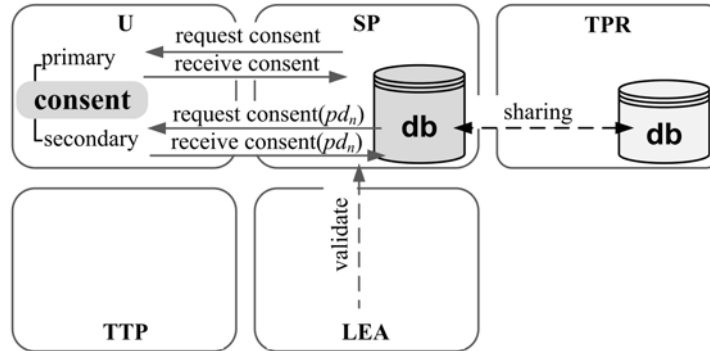 U
SP
TPR
request consent
primary
receive consent
consent
request consent(pdₙ)
secondary
receive consent(pdₙ)
db
sharing
db
validate
TTP
LEA